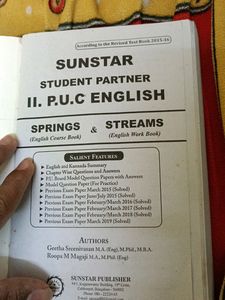 According to the Revised Text Book 2015-16
SUNSTAR
STUDENT PARTNER
II. P.U.C ENGLISH
SPRINGS & STREAMS
(English Course Book) (English Work Book)
SALIENT FEATURES
English and Kannada Summary
Chapter Wise Questions and Answers
P.U. Board Model Question Papers with Answers
Model Question Paper (For Practice)
Previous Exam Paper March 2015 (Solved)
Previous Exam Paper June/July 2015 (Solved)
Previous Exam Paper February/March 2016 (Solved)
Previous Exam Paper February/March 2017 (Solved)
Previous Exam Paper February/March 2018 (Solved)
Previous Exam Paper March 2019 (Solved)
AUTHORS
Geetha Sreenivasan M.A. (Eng), M.Phil., M.B.A.
Roopa M Magaji M.A., M.Phil (Eng)
SUNSTAR PUBLISHER